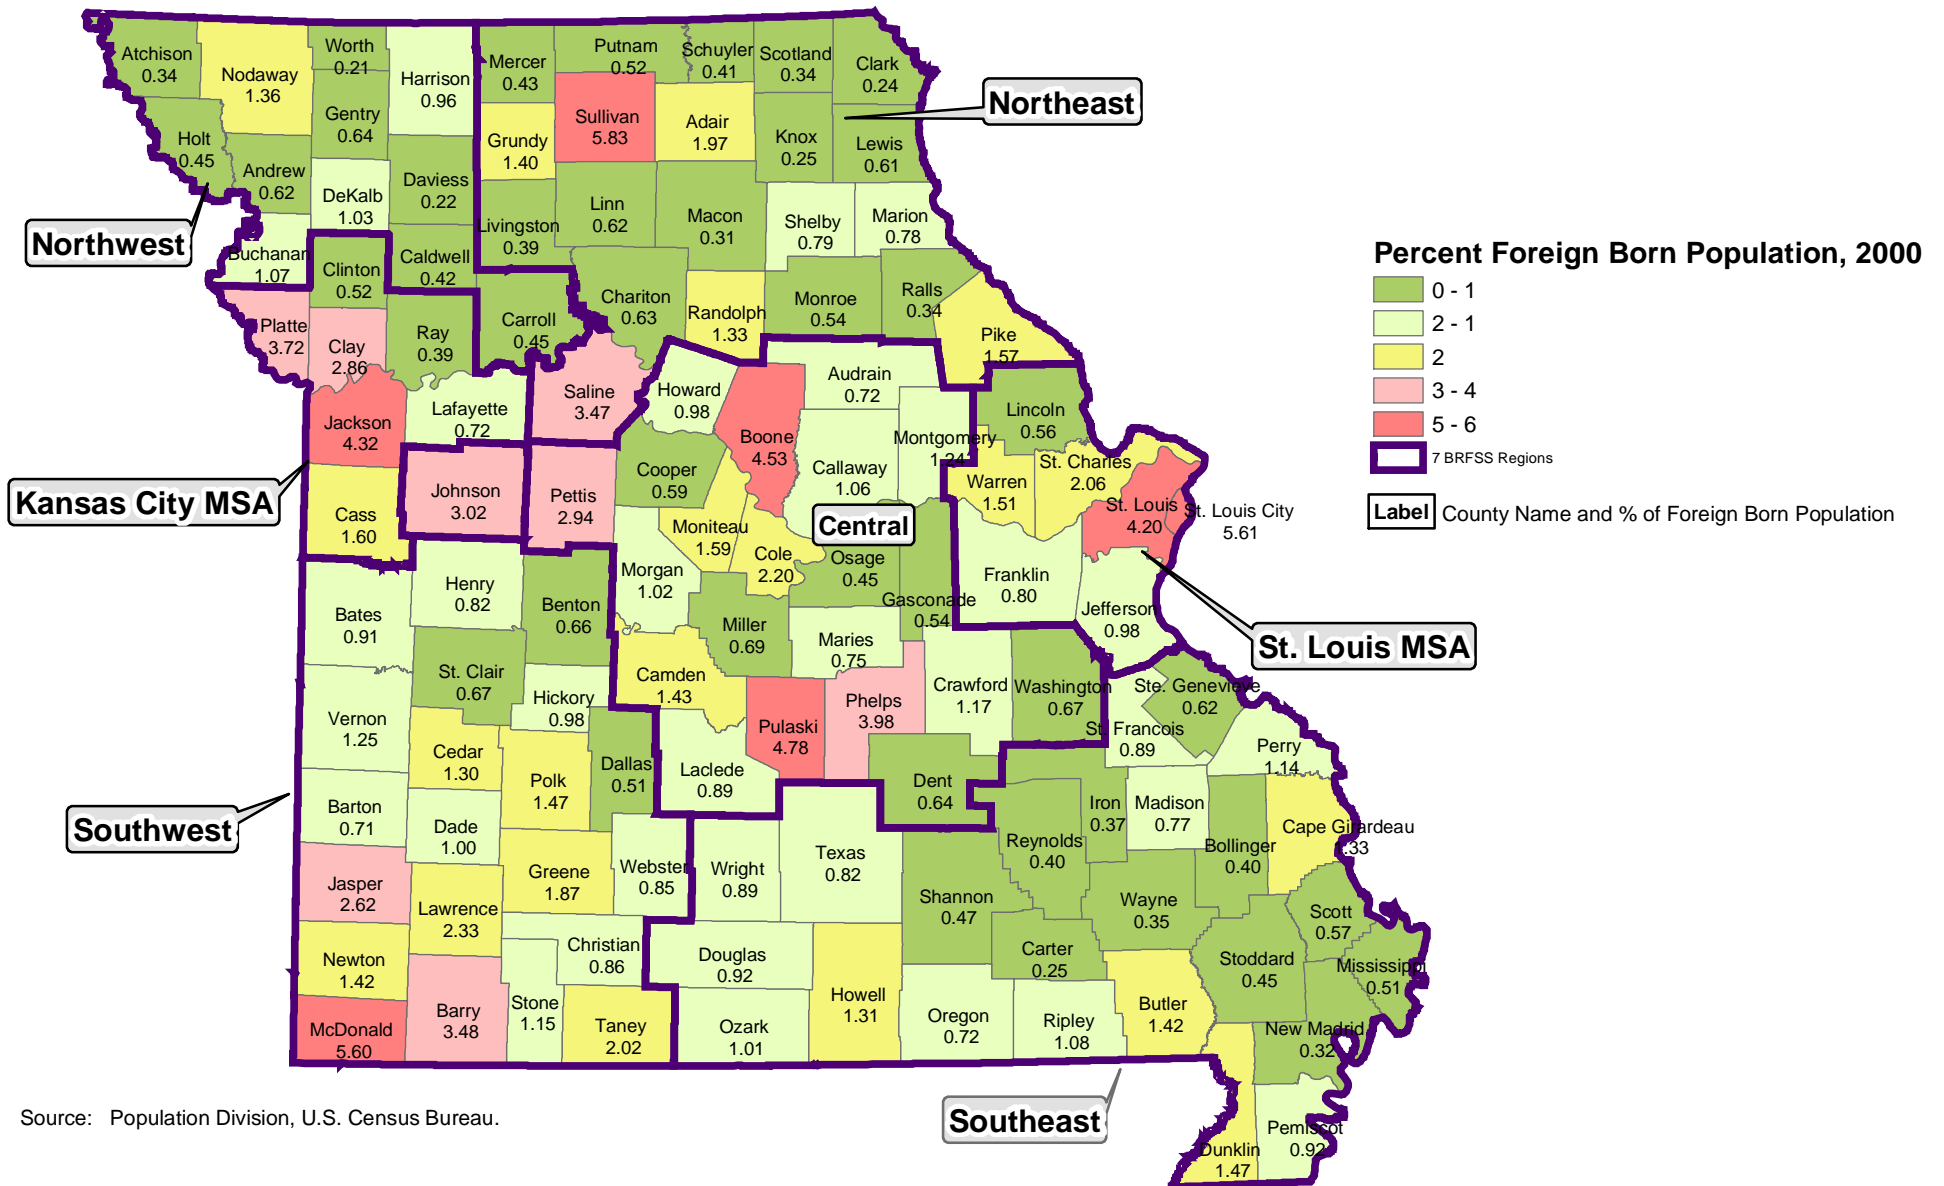 Atchison
0.34
Nodaway
1.36
Worth
0.21
Harrison
0.96
Mercer
0.43
Putnam
0.52
Schuyler
0.41
Scotland
0.34
Clark
0.24
Holt
0.45
Andrew
0.62
Gentry
0.64
DeKalb
1.03
Daviess
0.22
Grundy
1.40
Sullivan
5.83
Adair
1.97
Knox
0.25
Lewis
0.61
Northeast
Northwest
Buchanan
1.07
Clinton
0.52
Caldwell
0.42
Livingston
0.39
Linn
0.62
Macon
0.31
Shelby
0.79
Marion
0.78
Platte
3.72
Clay
2.86
Ray
0.39
Carroll
0.45
Chariton
0.63
Randolph
1.33
Monroe
0.54
Ralls
0.34
Pike
1.57
Percent Foreign Born Population, 2000
0 - 1
2 - 1
2
3 - 4
5 - 6
7 BRFSS Regions
Label County Name and % of Foreign Born Population
Jackson
4.32
Lafayette
0.72
Saline
3.47
Howard
0.98
Boone
4.53
Audrain
0.72
Callaway
1.06
Montgomery
1.24
Lincoln
0.56
Warren
1.51
St. Charles
2.06
St. Louis
4.20
St. Louis City
5.61
Kansas City MSA
Cass
1.60
Johnson
3.02
Pettis
2.94
Cooper
0.59
Moniteau
1.59
Cole
2.20
Central
Osage
0.45
Gasconade
0.54
Franklin
0.80
Jefferson
0.98
St. Louis MSA
Bates
0.91
Henry
0.82
Benton
0.66
Morgan
1.02
Miller
0.69
Maries
0.75
Vernon
1.25
St. Clair
0.67
Hickory
0.98
Camden
1.43
Pulaski
4.78
Phelps
3.98
Crawford
1.17
Washington
0.67
Ste. Genevieve
0.62
St. Francois
0.89
Perry
1.14
Cedar
1.30
Polk
1.47
Dallas
0.51
Laclede
0.89
Dent
0.64
Southwest
Barton
0.71
Dade
1.00
Greene
1.87
Webster
0.85
Wright
0.89
Texas
0.82
Shannon
0.47
Reynolds
0.40
Iron
0.37
Madison
0.77
Bollinger
0.40
Cape Girardeau
1.33
Jasper
2.62
Lawrence
2.33
Christian
0.86
Douglas
0.92
Howell
1.31
Carter
0.25
Wayne
0.35
Stoddard
0.45
Scott
0.57
Mississippi
0.51
Newton
1.42
McDonald
5.60
Barry
3.48
Stone
1.15
Taney
2.02
Ozark
1.01
Oregon
0.72
Ripley
1.08
Butler
1.42
New Madrid
0.32
Southeast
Dunklin
1.47
Pemiscot
0.92
Source: Population Division, U.S. Census Bureau.